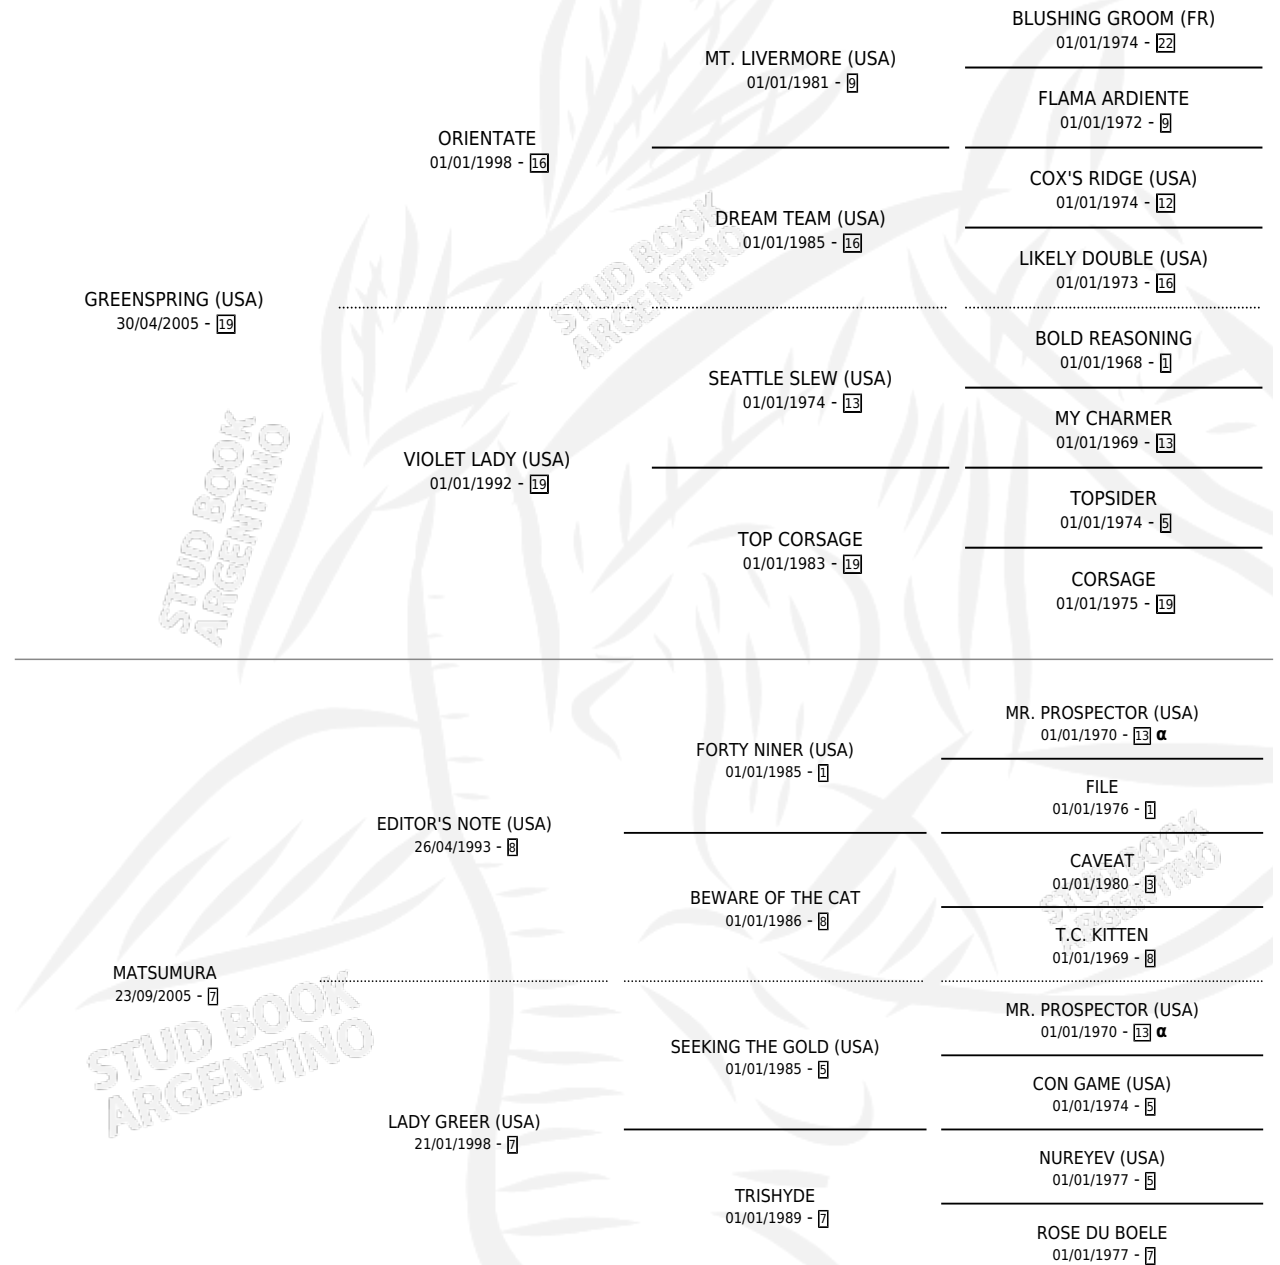 BLUSHING GROOM (FR)
01/01/1974 - 22
MT. LIVERMORE (USA)
01/01/1981 - 9
FLAMA ARDIENTE
01/01/1972 - 9
ORIENTATE
01/01/1998 - 16
COX'S RIDGE (USA)
01/01/1974 - 12
DREAM TEAM (USA)
01/01/1985 - 16
LIKELY DOUBLE (USA)
01/01/1973 - 16
GREENSPRING (USA)
30/04/2005 - 19
BOLD REASONING
01/01/1968 - 1
SEATTLE SLEW (USA)
01/01/1974 - 13
MY CHARMER
01/01/1969 - 13
VIOLET LADY (USA)
01/01/1992 - 19
TOPSIDER
01/01/1974 - 5
TOP CORSAGE
01/01/1983 - 19
CORSAGE
01/01/1975 - 19
MR. PROSPECTOR (USA)
01/01/1970 - 13 α
FORTY NINER (USA)
01/01/1985 - 1
FILE
01/01/1976 - 1
EDITOR'S NOTE (USA)
26/04/1993 - 8
CAVEAT
01/01/1980 - 3
BEWARE OF THE CAT
01/01/1986 - 8
T.C. KITTEN
01/01/1969 - 8
MATSUMURA
23/09/2005 - 7
MR. PROSPECTOR (USA)
01/01/1970 - 13 α
SEEKING THE GOLD (USA)
01/01/1985 - 5
CON GAME (USA)
01/01/1974 - 5
LADY GREER (USA)
21/01/1998 - 7
NUREYEV (USA)
01/01/1977 - 5
TRISHYDE
01/01/1989 - 7
ROSE DU BOELE
01/01/1977 - 7
STUD BOOK
ARGENTINO
STUD BOOK
ARGENTINO
STUD BOOK
ARGENTINO
STUD BOOK
ARGENTINO